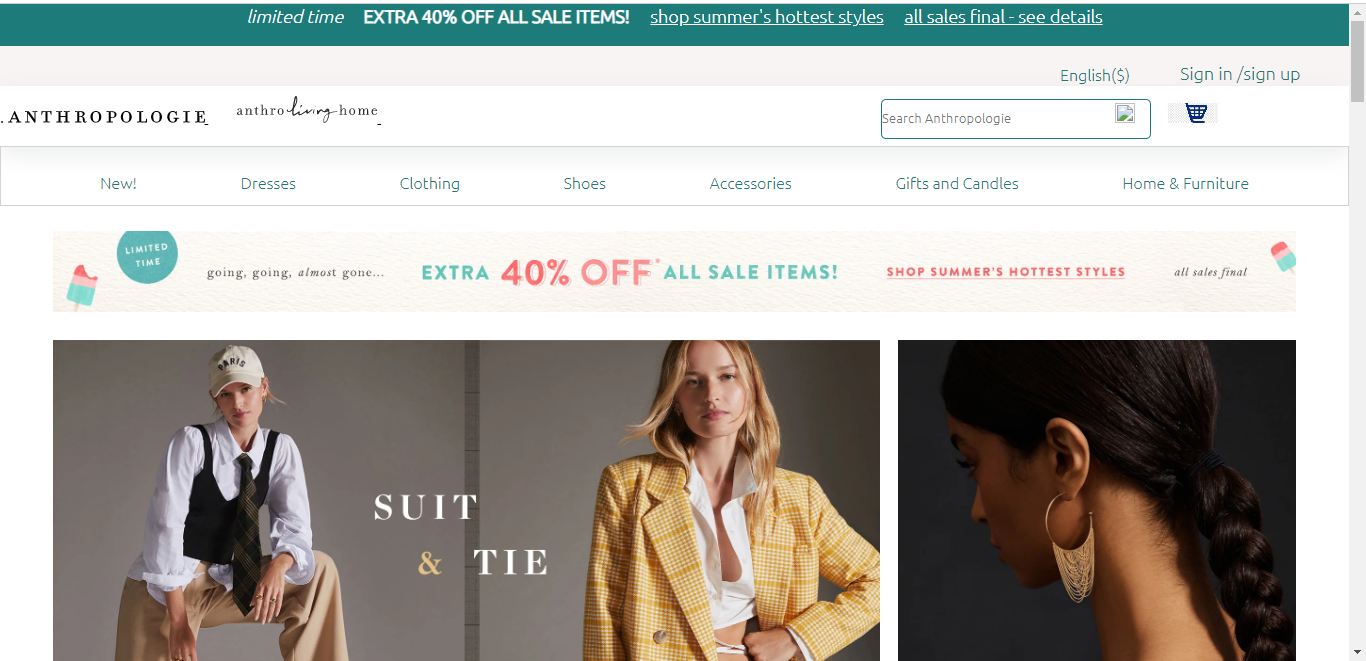 limited time EXTRA 40% OFF ALL SALE ITEMS! shop summer's hottest styles all sales final - see details
English($) Sign in /sign up
ANTHROPOLOGIE anthroliving home Search Anthropologie
New! Dresses Clothing Shoes Accessories Gifts and Candles Home & Furniture
LIMITED
TIME
going, going, almost gone... EXTRA 40% OFF* ALL SALE ITEMS! SHOP SUMMER'S HOTTEST STYLES all sales final
PARIS
SUIT
& TIE